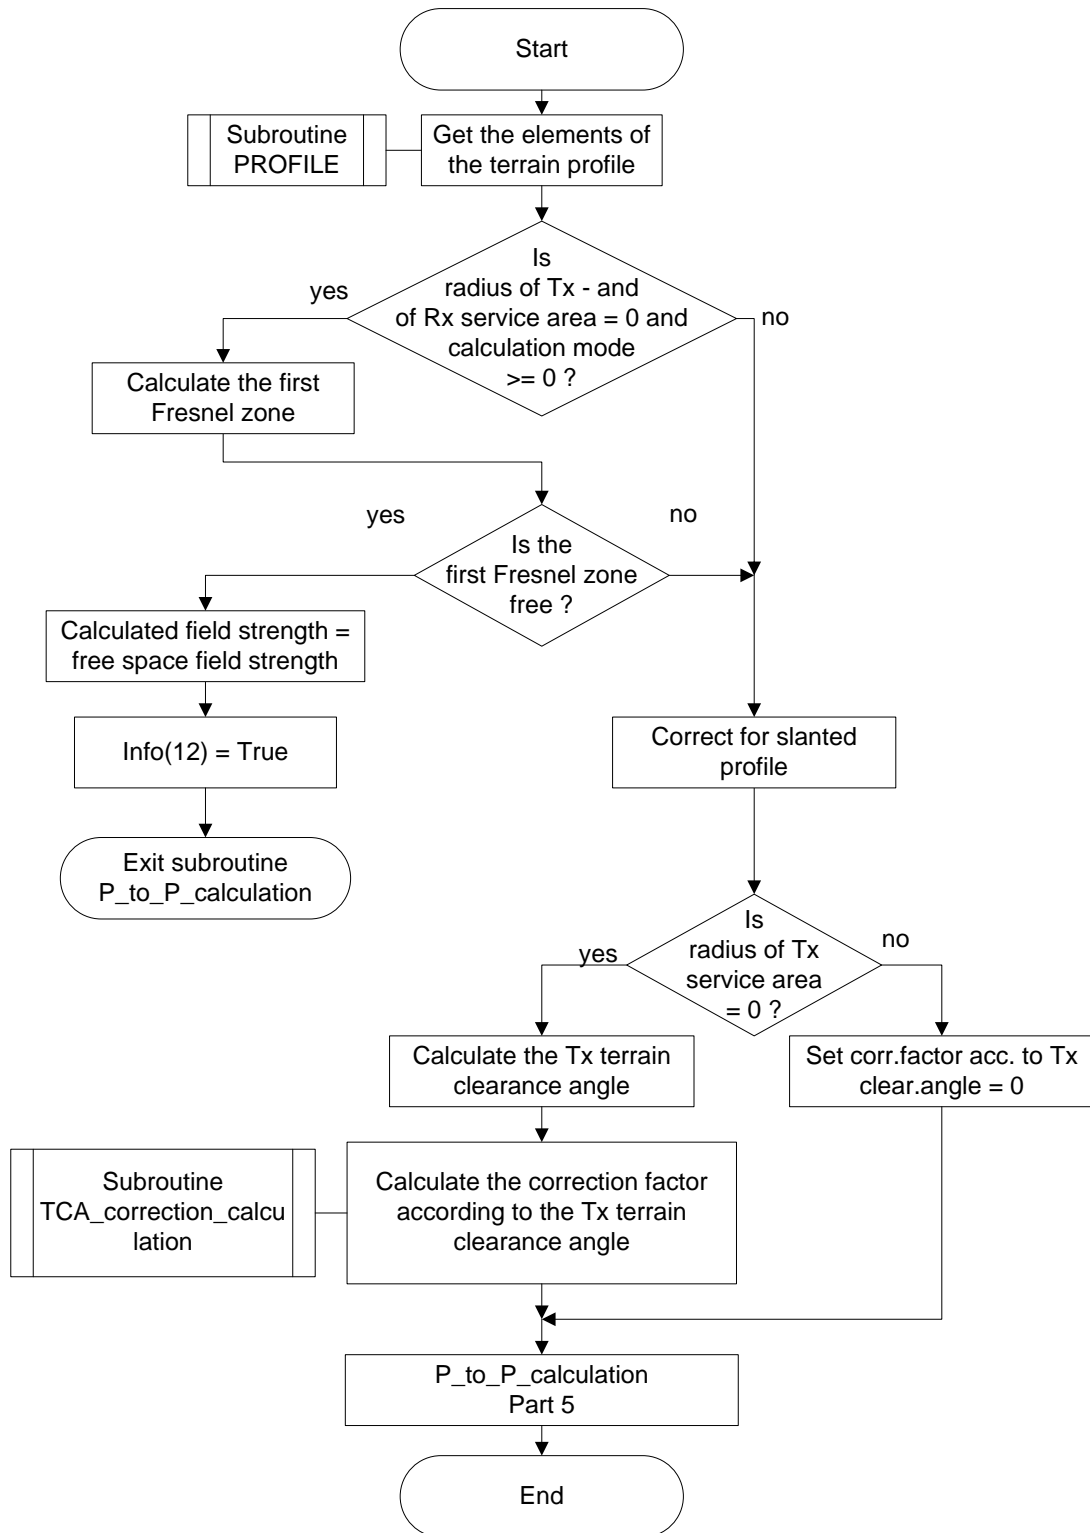 Start
Subroutine
PROFILE
Get the elements of
the terrain profile
Is
radius of Tx - and
of Rx service area = 0 and
calculation mode
>= 0 ?
yes
no
Calculate the first
Fresnel zone
yes
no
Is the
first Fresnel zone
free ?
Calculated field strength =
free space field strength
Info(12) = True
Correct for slanted
profile
Exit subroutine
P_to_P_calculation
Is
radius of Tx
service area
= 0 ?
yes
no
Calculate the Tx terrain
clearance angle
Set corr.factor acc. to Tx
clear.angle = 0
Subroutine
TCA_correction_calcu
lation
Calculate the correction factor
according to the Tx terrain
clearance angle
P_to_P_calculation
Part 5
End